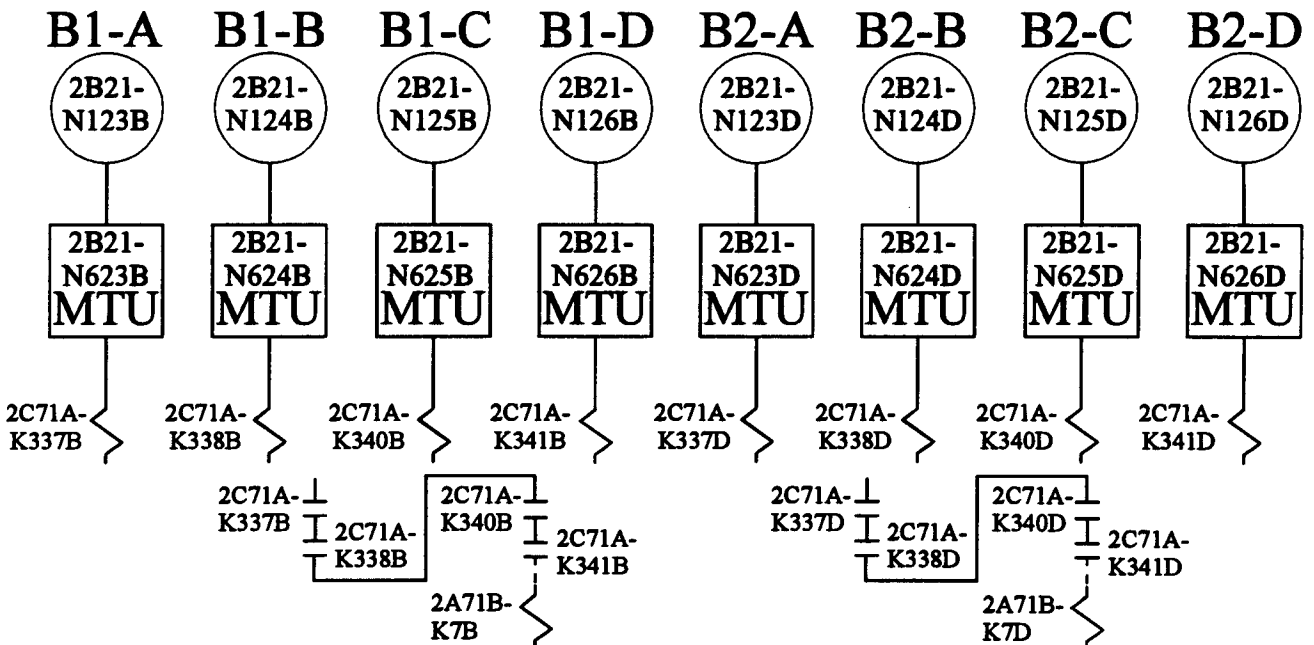 B1-A B1-B B1-C B1-D B2-A B2-B B2-C B2-D
2B21- 2B21- 2B21- 2B21- 2B21- 2B21- 2B21- 2B21-
N123B N124B N125B N126B N123D N124D N125D N126D
2B21- 2B21- 2B21- 2B21- 2B21- 2B21- 2B21- 2B21-
N623B N624B N625B N626B N623D N624D N625D N626D
MTU MTU MTU MTU MTU MTU MTU MTU
2C71A- 2C71A- 2C71A- 2C71A- 2C71A- 2C71A- 2C71A- 2C71A-
K337B K338B K340B K341B K337D K338D K340D K341D
2C71A- 2C71A- 2C71A- 2C71A-
K337B K340B K337D K340D
2C71A- 2C71A- 2C71A- 2C71A-
K338B K341B K338D K341D
2A71B- 2A71B-
K7B K7D